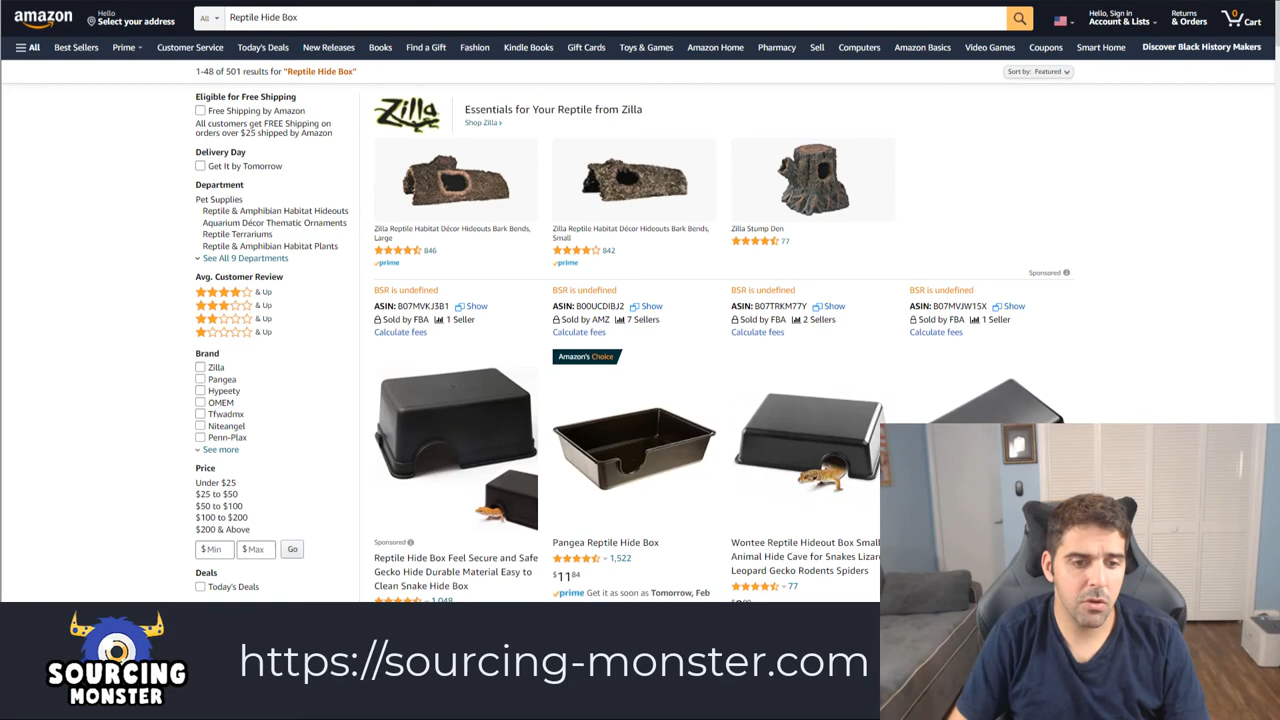 amazon
Hello
Select your address
All
Reptile Hide Box
Hello, Sign in
Account & Lists
Returns
& Orders
0
Cart
All
Best Sellers
Prime
Customer Service
Today's Deals
New Releases
Books
Find a Gift
Fashion
Kindle Books
Gift Cards
Toys & Games
Amazon Home
Pharmacy
Sell
Computers
Amazon Basics
Video Games
Coupons
Smart Home
Discover Black History Makers
1-48 of 501 results for "Reptile Hide Box"
Sort by: Featured
Eligible for Free Shipping
Free Shipping by Amazon
All customers get FREE Shipping on
orders over $25 shipped by Amazon
Delivery Day
Get It by Tomorrow
Department
Pet Supplies
Reptile & Amphibian Habitat Hideouts
Aquarium Décor Thematic Ornaments
Reptile Terrariums
Reptile & Amphibian Habitat Plants
See All 9 Departments
Avg. Customer Review
& Up
& Up
& Up
& Up
Brand
Zilla
Pangea
Hypeety
OMEM
Tfwadmx
Niteangel
Penn-Plax
See more
Price
Under $25
$25 to $50
$50 to $100
$100 to $200
$200 & Above
$ Min
$ Max
Go
Deals
Today's Deals
Zilla
Essentials for Your Reptile from Zilla
Shop Zilla ›
Zilla Reptile Habitat Décor Hideouts Bark Bends,
Large
846
prime
Zilla Reptile Habitat Décor Hideouts Bark Bends,
Small
842
prime
Zilla Stump Den
77
Sponsored
BSR is undefined
ASIN: B07MVKJ3B1 Show
Sold by FBA 1 Seller
Calculate fees
BSR is undefined
ASIN: B00UCDIBJ2 Show
Sold by AMZ 7 Sellers
Calculate fees
BSR is undefined
ASIN: B07TRKM77Y Show
Sold by FBA 2 Sellers
Calculate fees
BSR is undefined
ASIN: B07MVJW15X Show
Sold by FBA 1 Seller
Calculate fees
Amazon's Choice
Sponsored
Reptile Hide Box Feel Secure and Safe
Gecko Hide Durable Material Easy to
Clean Snake Hide Box
1,048
Pangea Reptile Hide Box
1,522
$11 84
prime Get it as soon as Tomorrow, Feb
Wontee Reptile Hideout Box Small
Animal Hide Cave for Snakes Lizard
Leopard Gecko Rodents Spiders
77
SOURCING
MONSTER
https://sourcing-monster.com